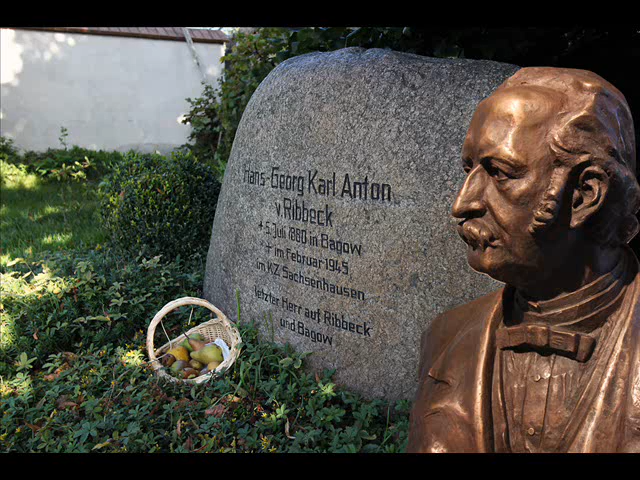 Hans-Georg Karl Anton
v. Ribbeck
* 5. Juli 1880 in Bagow
† im Februar 1945
im KZ Sachsenhausen
letzter Herr auf Ribbeck
und Bagow